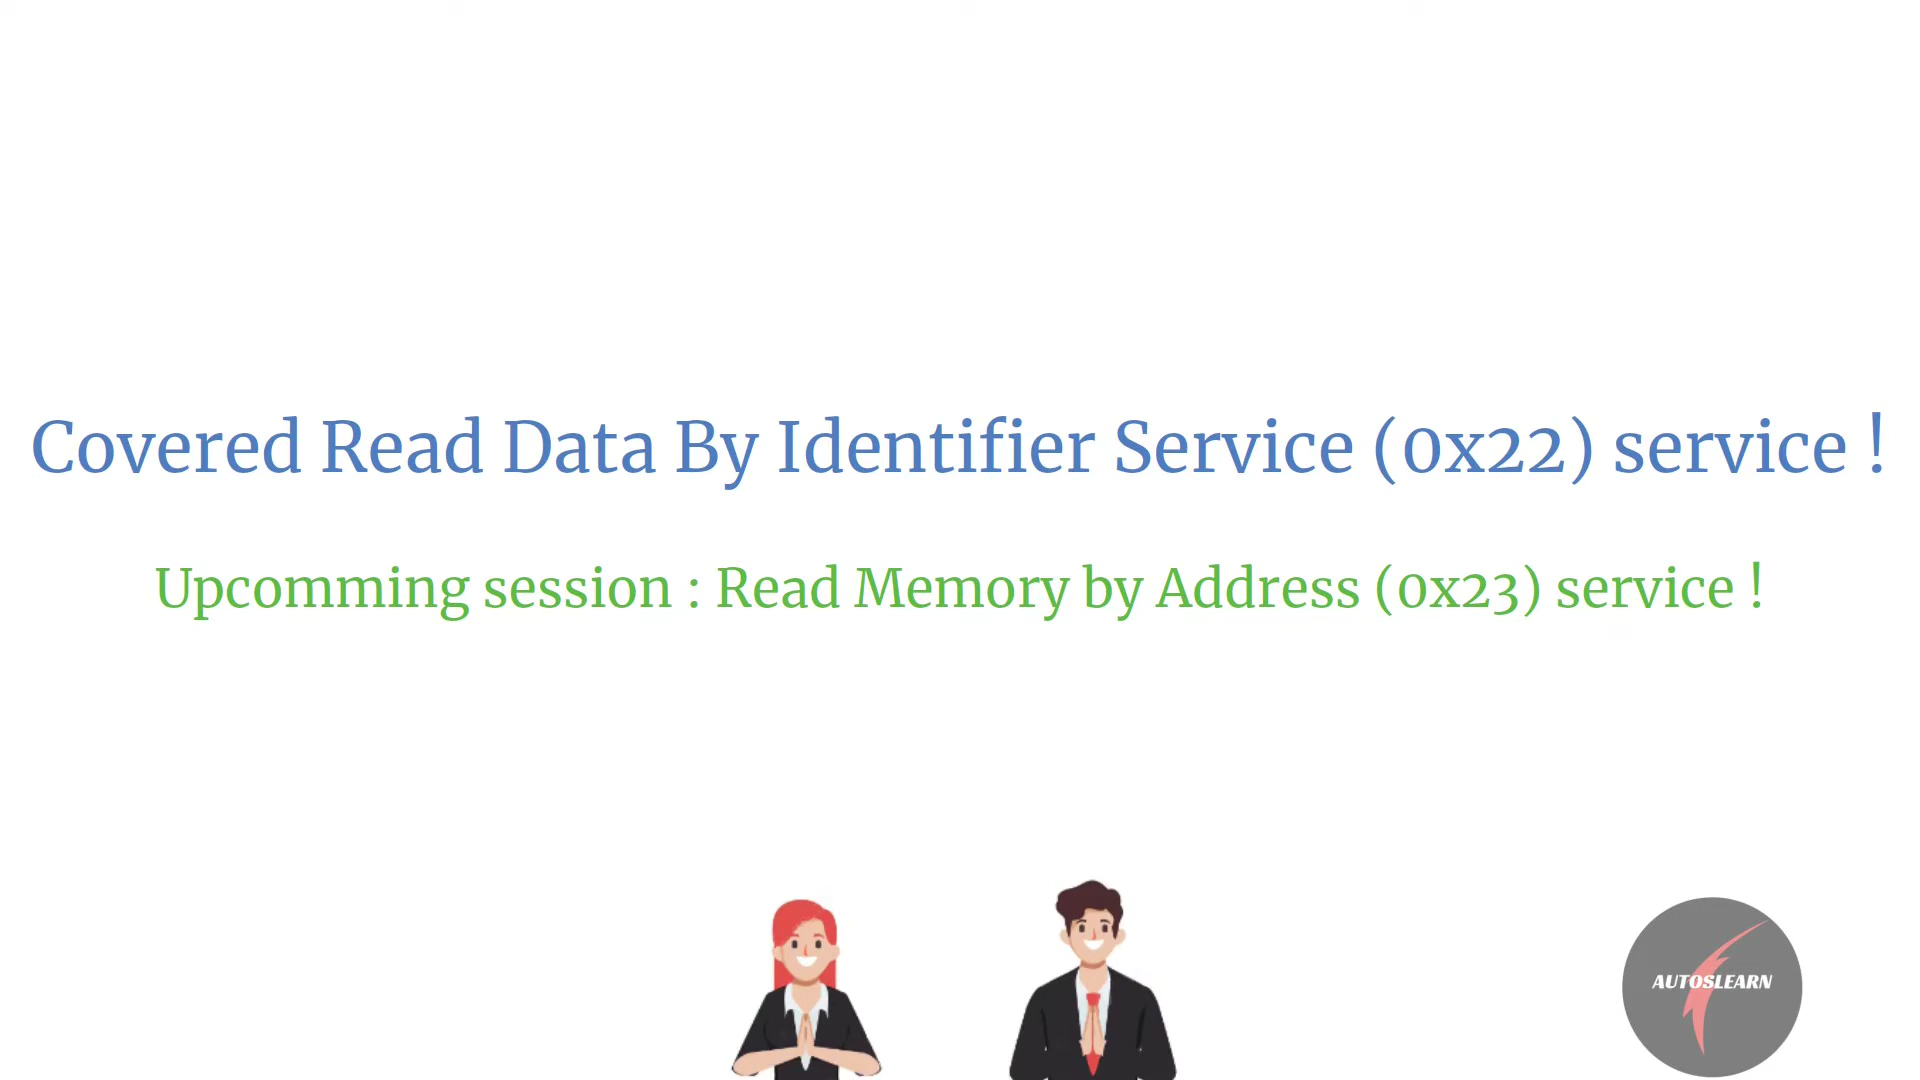 Covered Read Data By Identifier Service (0x22) service !
Upcomming session : Read Memory by Address (0x23) service !
AUTOSLEARN